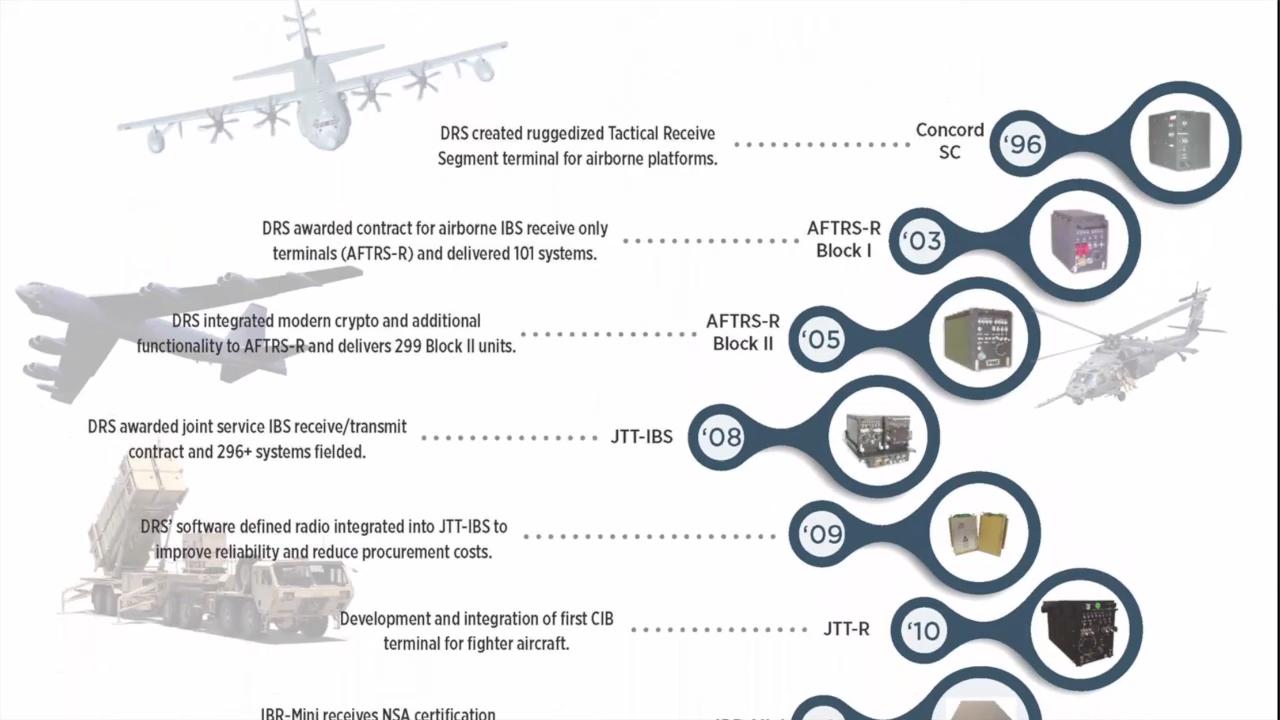 DRS created ruggedized Tactical Receive
Segment terminal for airborne platforms.
Concord
SC
‘96
DRS awarded contract for airborne IBS receive only
terminals (AFTRS-R) and delivered 101 systems.
AFTRS-R
Block I
‘03
DRS integrated modern crypto and additional
functionality to AFTRS-R and delivers 299 Block II units.
AFTRS-R
Block II
‘05
DRS awarded joint service IBS receive/transmit
contract and 296+ systems fielded.
JTT-IBS
‘08
DRS’ software defined radio integrated into JTT-IBS to
improve reliability and reduce procurement costs.
‘09
Development and integration of first CIB
terminal for fighter aircraft.
JTT-R
‘10
IBR-Mini receives NSA certification